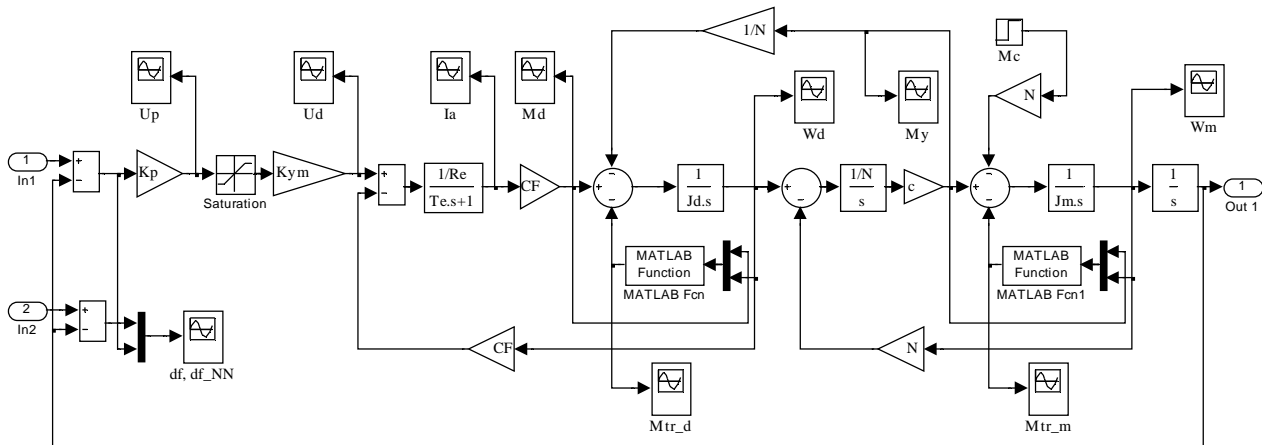 1/N
Mc
N
Up
Ud
Ia
Md
Wd
My
Wm
1
In1
+
−
Kp
Saturation
Kym
+
−
1/Re
Te.s+1
CF
+
−
−
1
Jd.s
+
−
1/N
s
c
+
−
−
1
Jm.s
1
s
1
Out 1
MATLAB
Function
MATLAB Fcn
MATLAB
Function
MATLAB Fcn1
2
In2
+
−
df, df_NN
CF
N
Mtr_d
Mtr_m